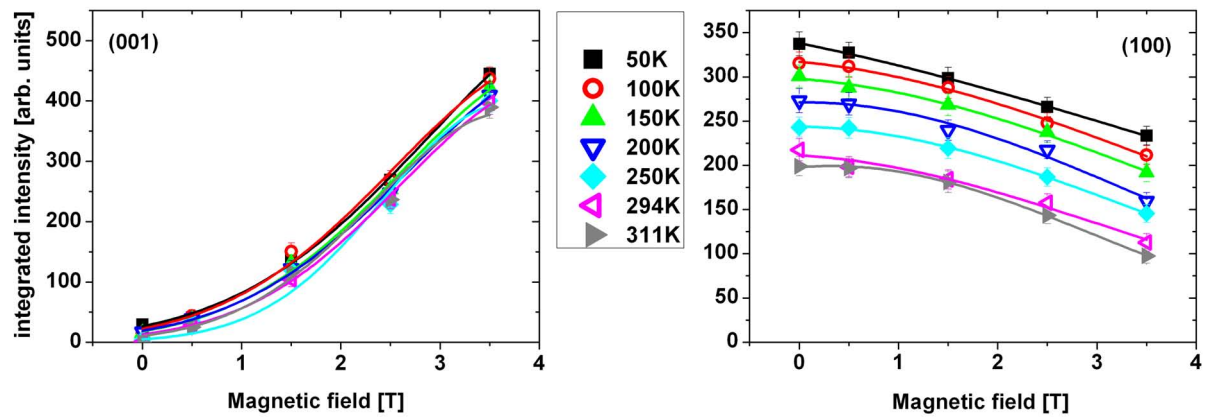 (001)
integrated intensity [arb. units]
500
400
300
200
100
0
0 1 2 3 4
Magnetic field [T]
50K
100K
150K
200K
250K
294K
311K
(100)
350
300
250
200
150
100
50
0
0 1 2 3 4
Magnetic field [T]